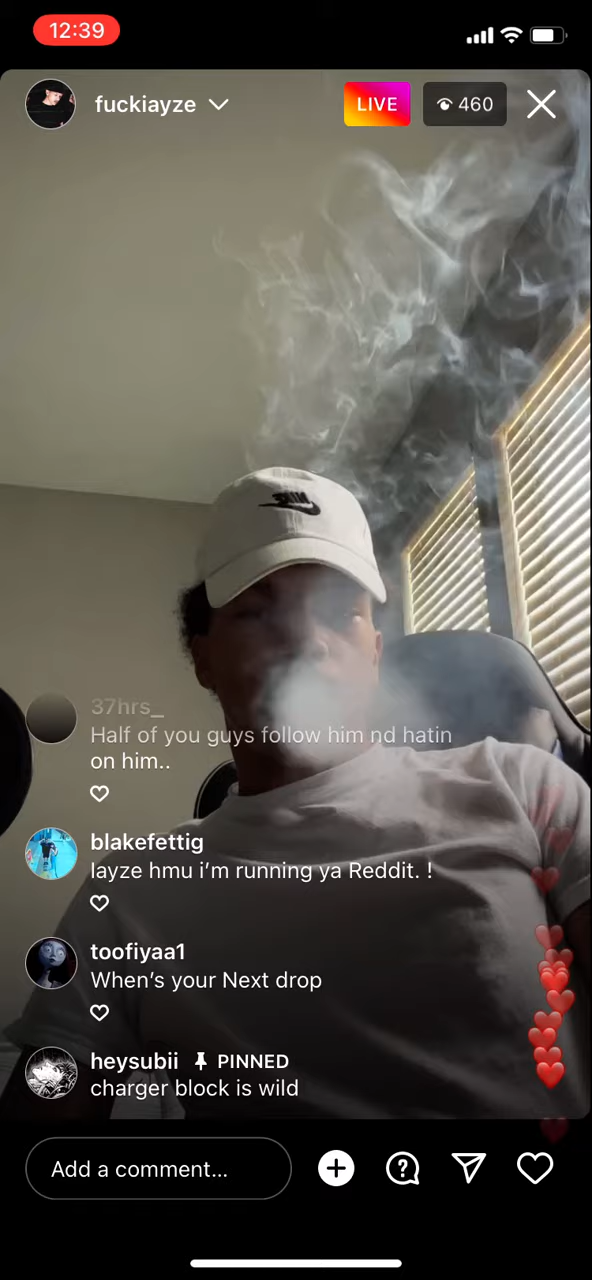 12:39
fuckiayze
LIVE
460
37hrs_
Half of you guys follow him nd hatin
on him..
blakefettig
Iayze hmu i’m running ya Reddit. !
toofiyaa1
When’s your Next drop
heysubii PINNED
charger block is wild
Add a comment...